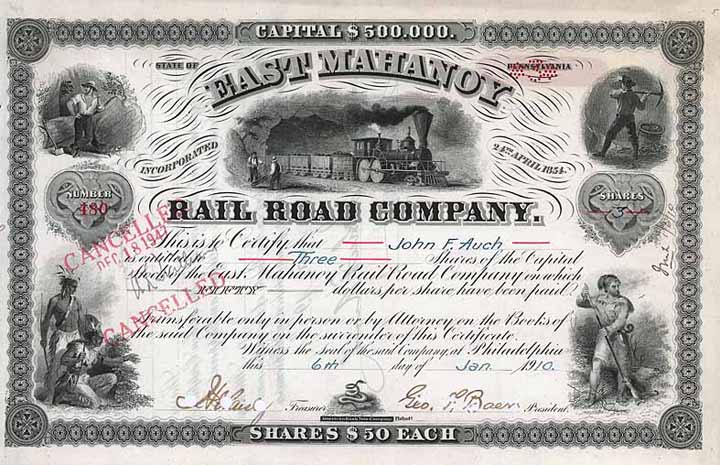 CAPITAL $500.000.
STATE OF PENNSYLVANIA
EAST MAHANOY
INCORPORATED 24TH APRIL 1854.
RAIL ROAD COMPANY.
NUMBER
480
SHARES
3
This is to Certify, that John F. Auch
is entitled to Three Shares of the Capital
Stock of the East Mahanoy Rail Road Company on which
FIFTY dollars per share, have been paid.
Transferable only in person or by Attorney on the Books of
the said Company on the surrender of this Certificate.
Witness the Seal of the said Company, at Philadelphia
this 6th day of Jan 1910.
Treasurer
Geo. F. Baer President.
SHARES $50 EACH
CANCELLED
DEC 18
CANCELLED